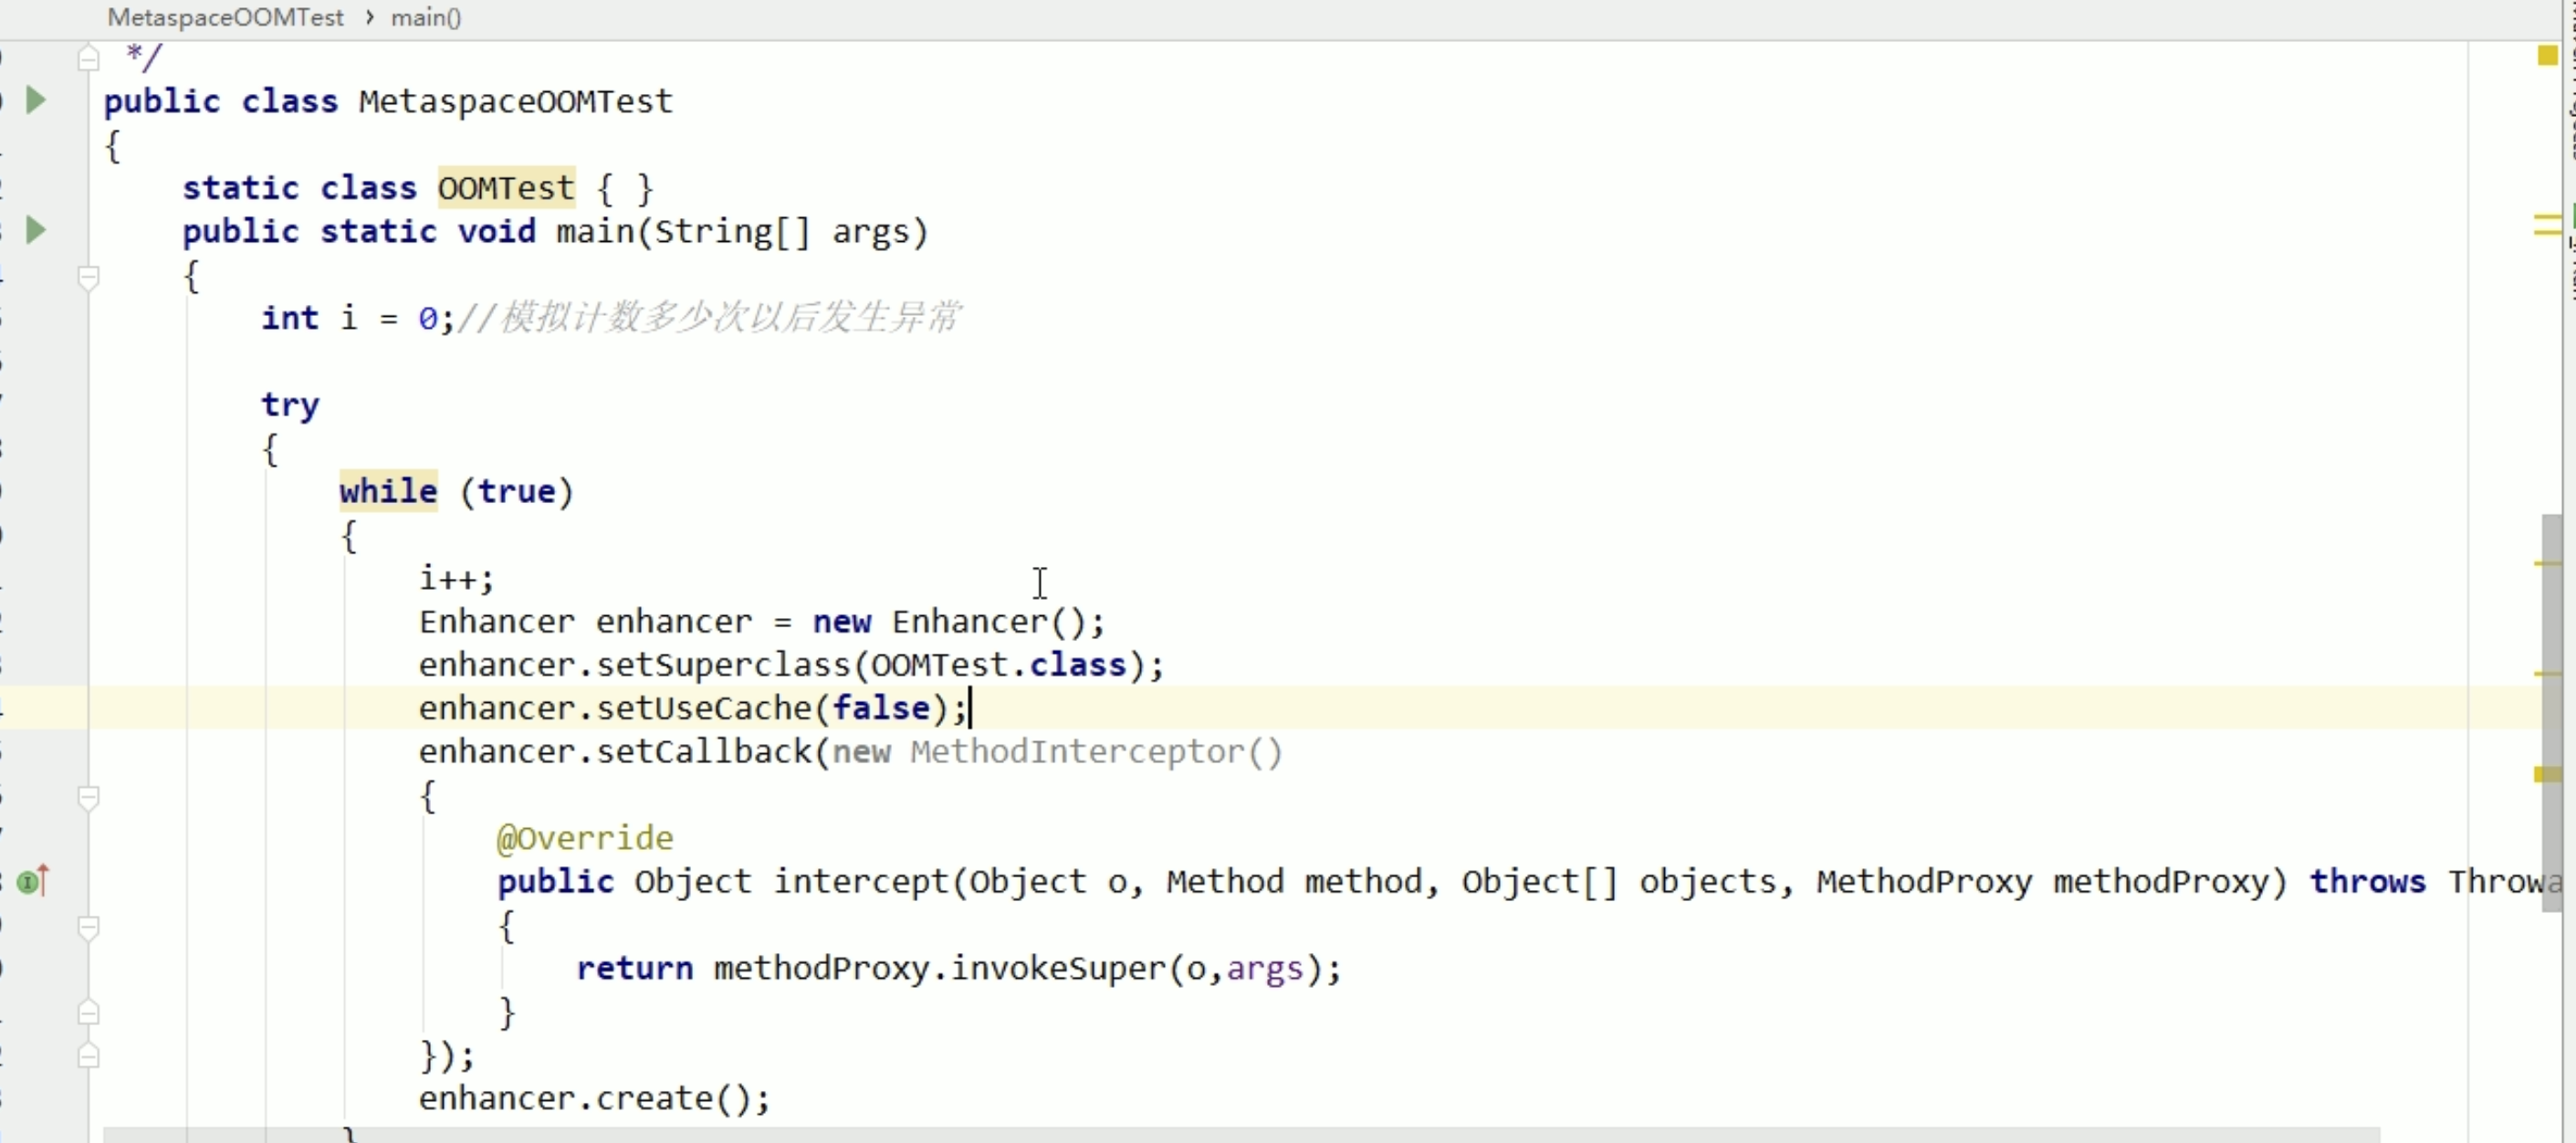 MetaspaceOOMTest › main()
*/
public class MetaspaceOOMTest
{
static class OOMTest { }
public static void main(String[] args)
{
int i = 0;//模拟计数多少次以后发生异常
try
{
while (true)
{
i++;
Enhancer enhancer = new Enhancer();
enhancer.setSuperclass(OOMTest.class);
enhancer.setUseCache(false);
enhancer.setCallback(new MethodInterceptor()
{
@Override
public Object intercept(Object o, Method method, Object[] objects, MethodProxy methodProxy) throws Throwa
{
return methodProxy.invokeSuper(o,args);
}
});
enhancer.create();
}